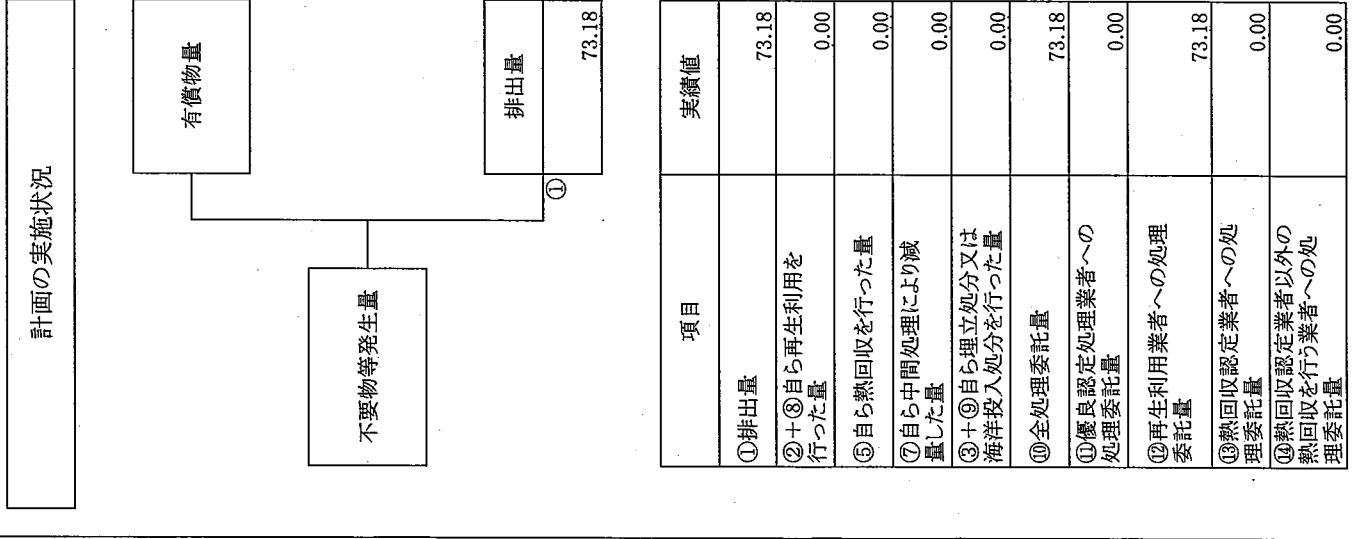 計画の実施状況
不要物等発生量
有償物量
排出量
①
73.18
項目
実績値
①排出量
73.18
②+⑧自ら再生利用を
行った量
0.00
⑤自ら熱回収を行った量
0.00
⑦自ら中間処理により減
量した量
0.00
③+⑨自ら埋立処分又は
海洋投入処分を行った量
0.00
⑩全処理委託量
73.18
⑪優良認定処理業者への
処理委託量
0.00
⑫再生利用業者への処理
委託量
73.18
⑬熱回収認定業者への処
理委託量
0.00
⑭熱回収認定業者以外の
熱回収を行う業者への処
理委託量
0.00